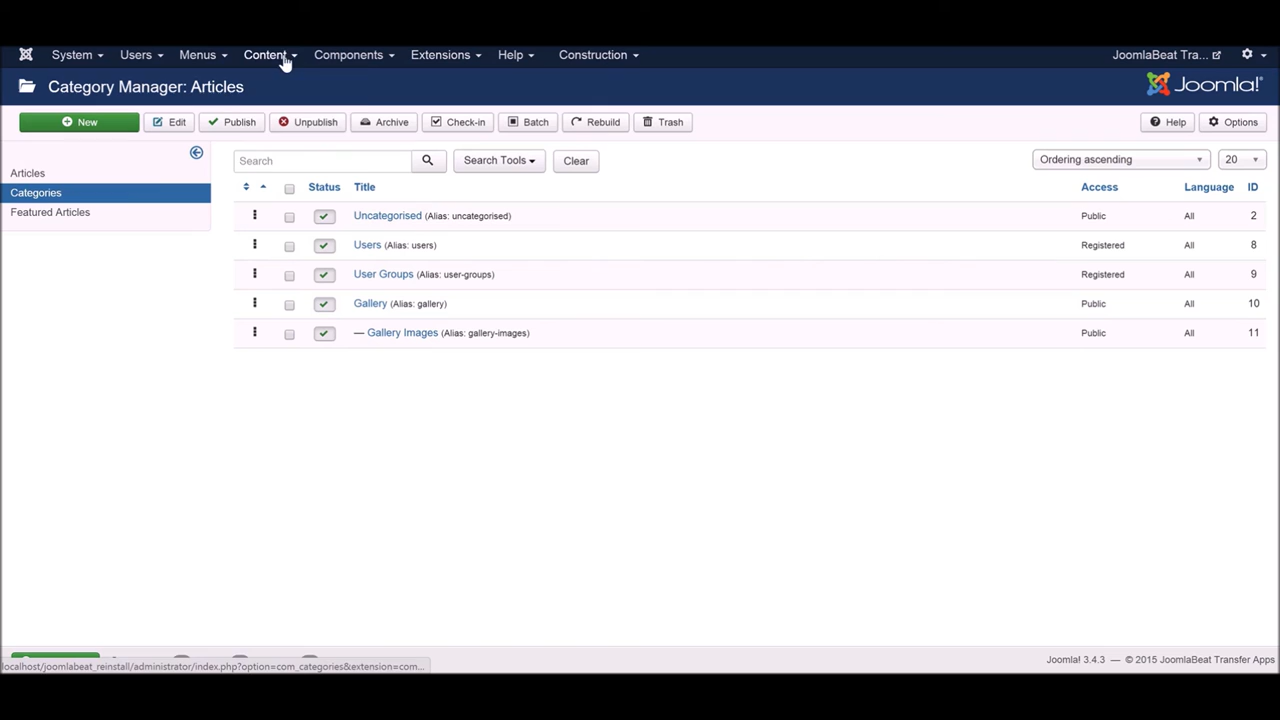 System Users Menus Content Components Extensions Help Construction JoomlaBeat Tra...
Category Manager: Articles Joomla!
New Edit Publish Unpublish Archive Check-in Batch Rebuild Trash Help Options
Articles
Categories
Featured Articles
Search Search Tools Clear Ordering ascending 20
Status Title Access Language ID
Uncategorised (Alias: uncategorised) Public All 2
Users (Alias: users) Registered All 8
User Groups (Alias: user-groups) Registered All 9
Gallery (Alias: gallery) Public All 10
— Gallery Images (Alias: gallery-images) Public All 11
localhost/joomlabeat_reinstall/administrator/index.php?option=com_categories&extension=com...
Joomla! 3.4.3 — © 2015 JoomlaBeat Transfer Apps